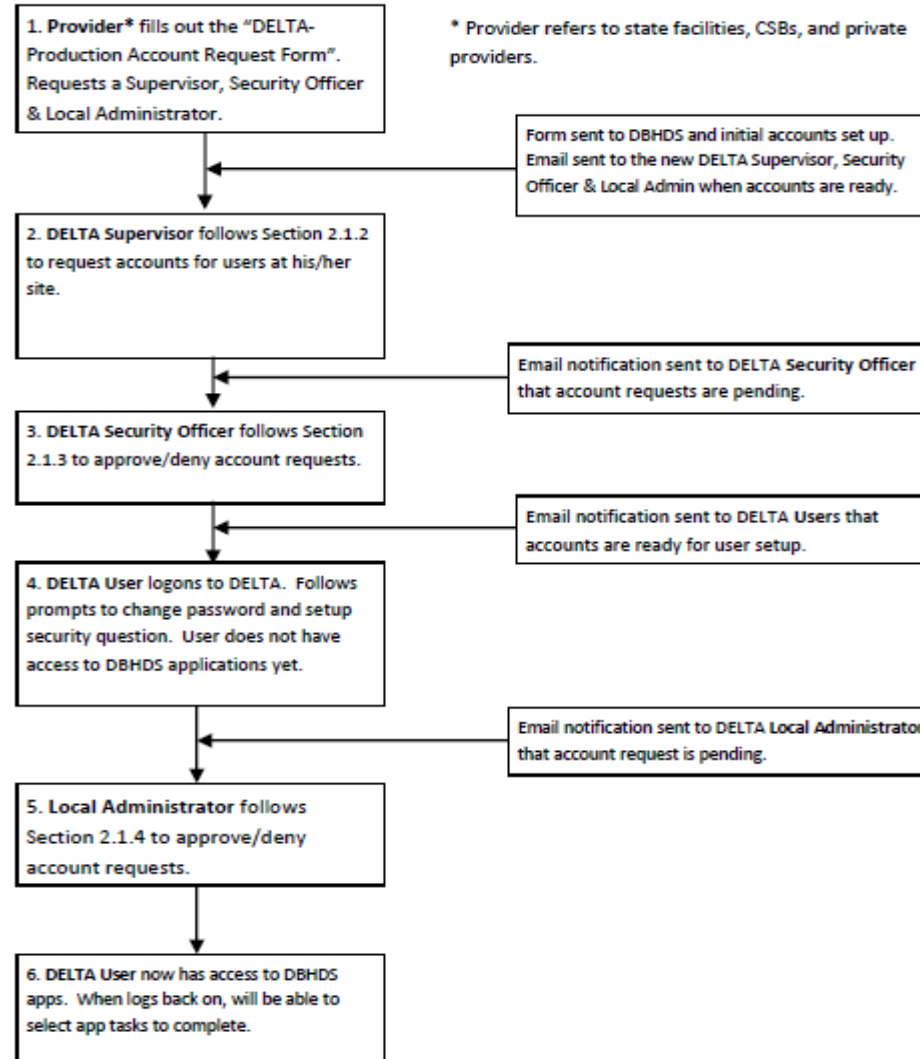 1. Provider* fills out the “DELTA-
Production Account Request Form”.
Requests a Supervisor, Security Officer
& Local Administrator.
* Provider refers to state facilities, CSBs, and private
providers.
Form sent to DBHDS and initial accounts set up.
Email sent to the new DELTA Supervisor, Security
Officer & Local Admin when accounts are ready.
2. DELTA Supervisor follows Section 2.1.2
to request accounts for users at his/her
site.
Email notification sent to DELTA Security Officer
that account requests are pending.
3. DELTA Security Officer follows Section
2.1.3 to approve/deny account requests.
Email notification sent to DELTA Users that
accounts are ready for user setup.
4. DELTA User logons to DELTA. Follows
prompts to change password and setup
security question. User does not have
access to DBHDS applications yet.
Email notification sent to DELTA Local Administrator
that account request is pending.
5. Local Administrator follows
Section 2.1.4 to approve/deny
account requests.
6. DELTA User now has access to DBHDS
apps. When logs back on, will be able to
select app tasks to complete.